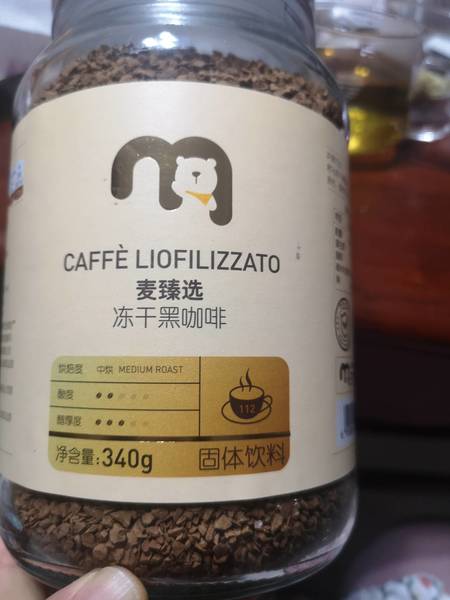 m
CAFFÈ LIOFILIZZATO
麦臻选
冻干黑咖啡
烘焙度 中烘 MEDIUM ROAST
酸度
醇厚度
112
净含量:340g
固体饮料